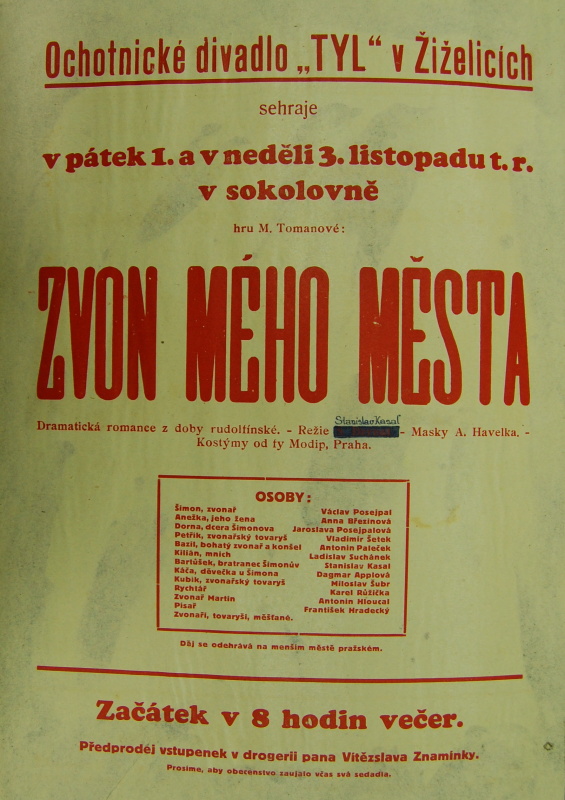 Ochotnické divadlo „TYL“ v Žiželicích
sehraje
v pátek 1. a v neděli 3. listopadu t. r.
v sokolovně
hru M. Tomanové:
ZVON MÉHO MĚSTA
Dramatická romance z doby rudolfínské. - Režie Stanislav Kasal - Masky A. Havelka. -
Kostýmy od fy Modip, Praha.
OSOBY:
Šimon, zvonař Václav Posejpal
Anežka, jeho žena Anna Březinová
Dorna, dcera Šimonova Jaroslava Posejpalová
Petřík, zvonařský tovaryš Vladimír Šetek
Bazil, bohatý zvonař a konšel Antonín Paleček
Kilián, mnich Ladislav Suchánek
Bartůšek, bratranec Šimonův Stanislav Kasal
Káča, děvečka u Šimona Dagmar Applová
Kubík, zvonařský tovaryš Miloslav Šubr
Rychtář Karel Růžička
Zvonař Martin Antonín Hloucal
Písař František Hradecký
Zvonaři, tovaryši, měšťané.
Děj se odehrává na menším městě pražském.
Začátek v 8 hodin večer.
Předprodej vstupenek v drogerii pana Vítězslava Znamínky.
Prosíme, aby obecenstvo zaujalo včas svá sedadla.